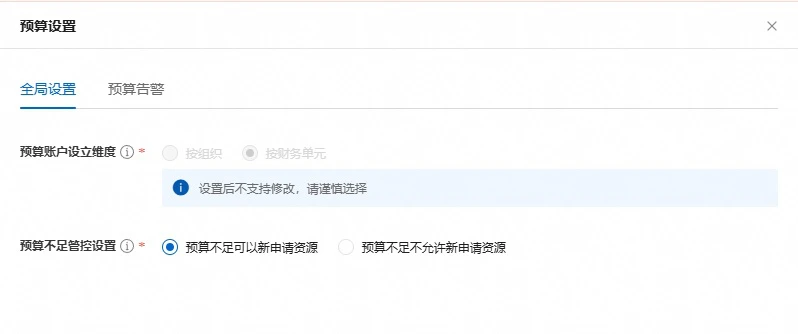 预算设置
全局设置 预算告警
预算账户设立维度 * 按组织 按财务单元
设置后不支持修改，请谨慎选择
预算不足管控设置 * 预算不足可以新申请资源 预算不足不允许新申请资源